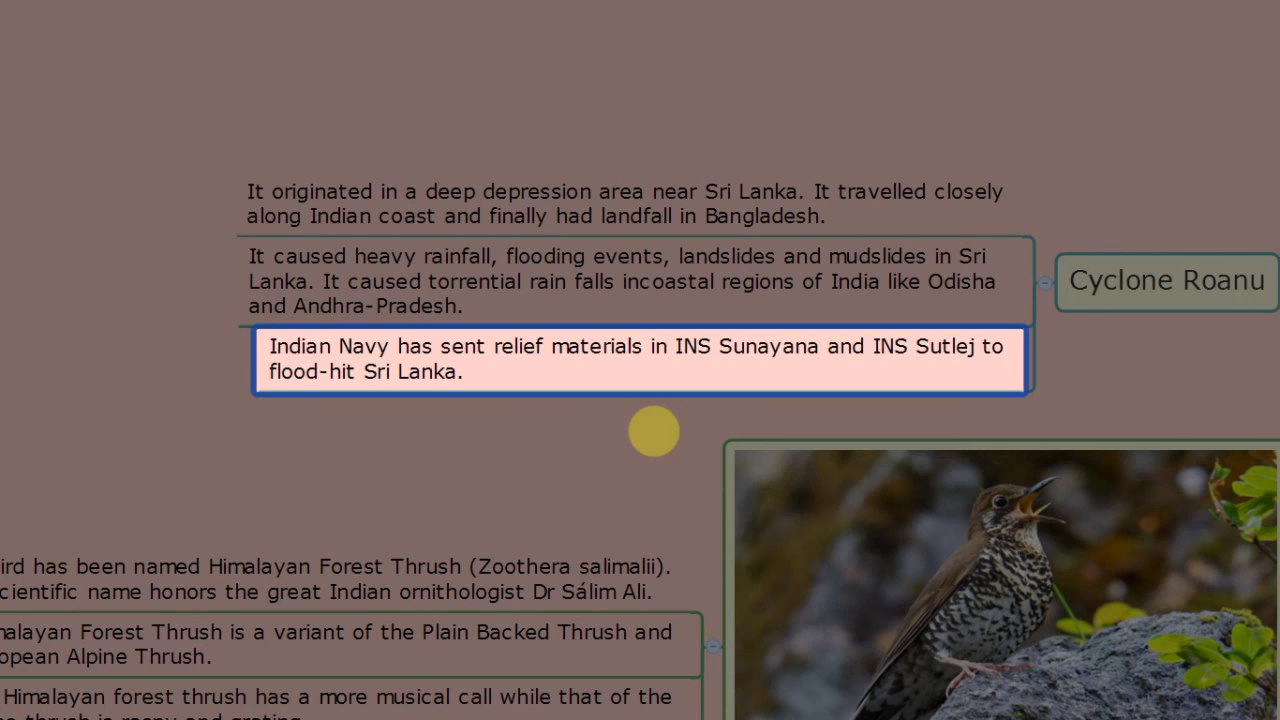 It originated in a deep depression area near Sri Lanka. It travelled closely
along Indian coast and finally had landfall in Bangladesh.
It caused heavy rainfall, flooding events, landslides and mudslides in Sri
Lanka. It caused torrential rain falls incoastal regions of India like Odisha
and Andhra-Pradesh.
Cyclone Roanu
Indian Navy has sent relief materials in INS Sunayana and INS Sutlej to
flood-hit Sri Lanka.
has been named Himalayan Forest Thrush (Zoothera salimalii).
name honors the great Indian ornithologist Dr Sálim Ali.
Forest Thrush is a variant of the Plain Backed Thrush and
Alpine Thrush.
Himalayan forest thrush has a more musical call while that of the